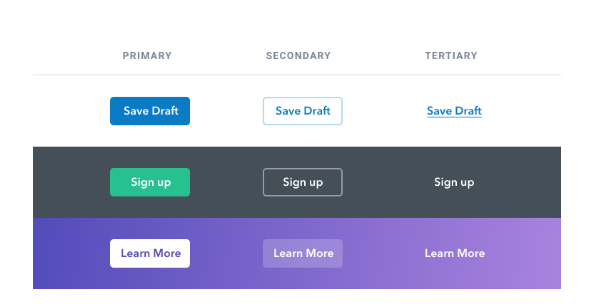 PRIMARY SECONDARY TERTIARY
Save Draft Save Draft Save Draft
Sign up Sign up Sign up
Learn More Learn More Learn More